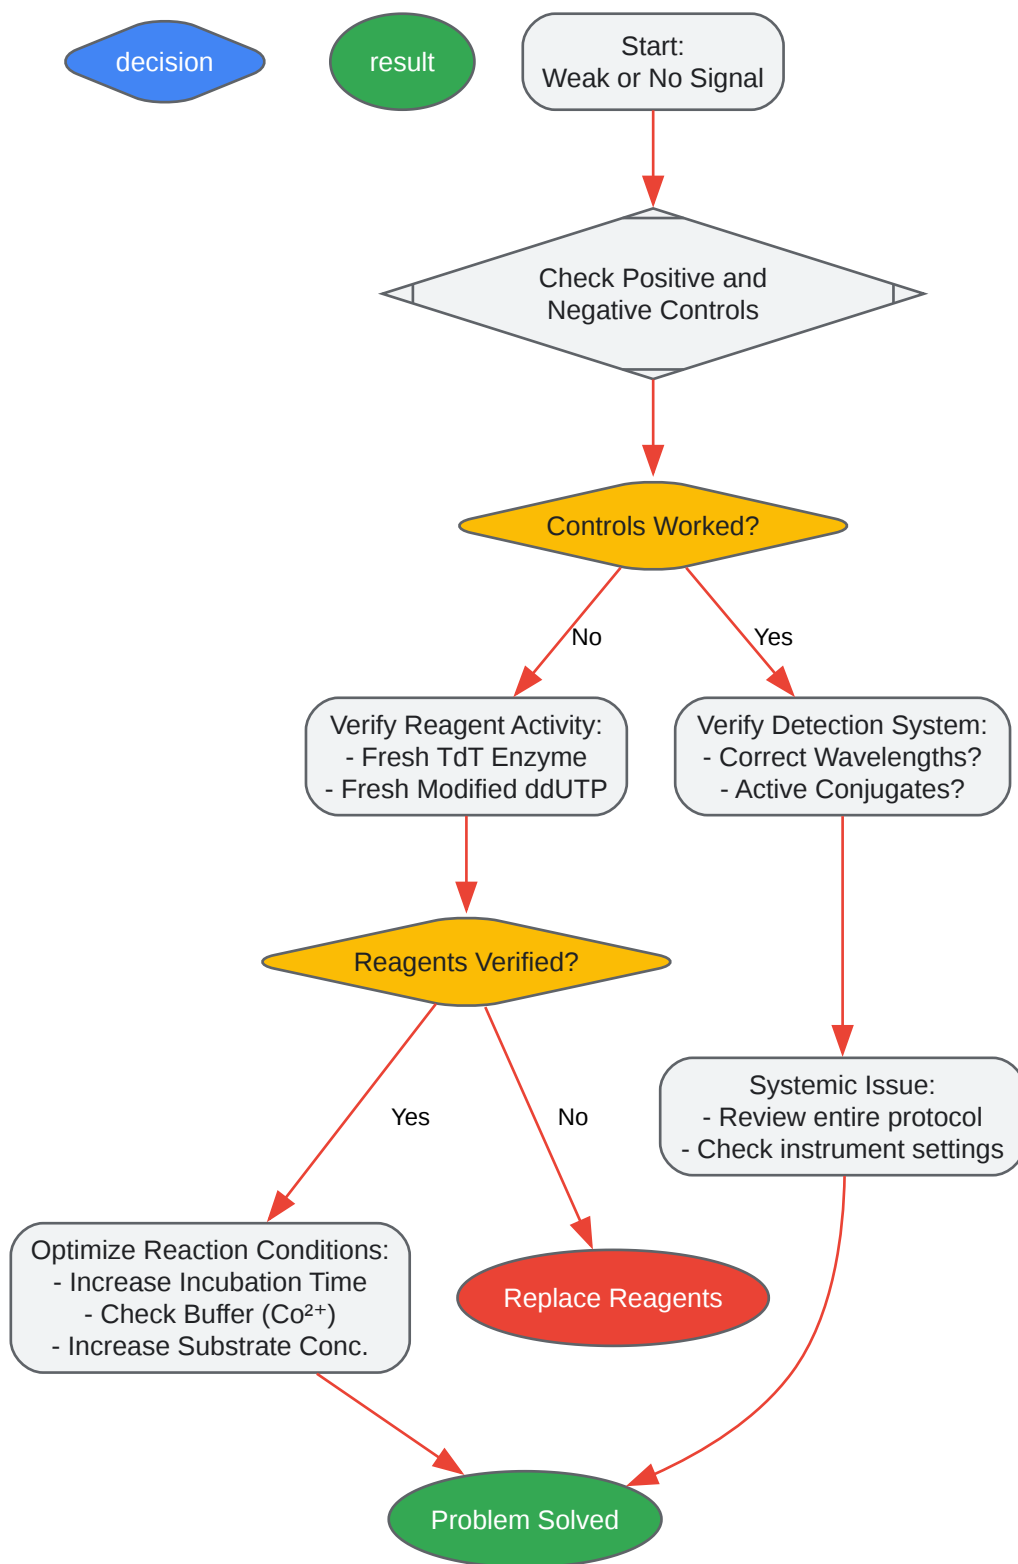 decision
result
Start:
Weak or No Signal
Check Positive and
Negative Controls
Controls Worked?
No
Yes
Verify Reagent Activity:
- Fresh TdT Enzyme
- Fresh Modified ddUTP
Verify Detection System:
- Correct Wavelengths?
- Active Conjugates?
Reagents Verified?
Yes
No
Systemic Issue:
- Review entire protocol
- Check instrument settings
Optimize Reaction Conditions:
- Increase Incubation Time
- Check Buffer (Co²⁺)
- Increase Substrate Conc.
Replace Reagents
Problem Solved